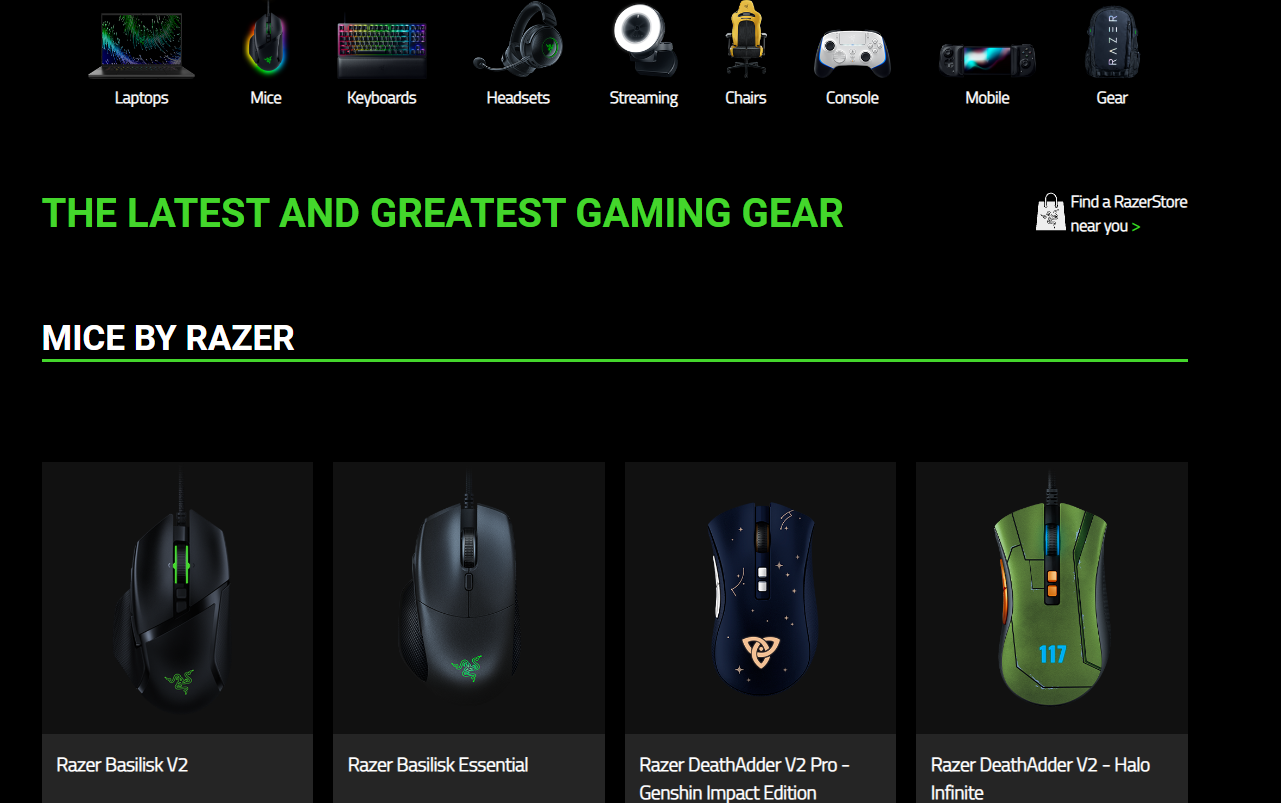 Laptops
Mice
Keyboards
Headsets
Streaming
Chairs
Console
Mobile
RAZER
Gear
THE LATEST AND GREATEST GAMING GEAR
Find a RazerStore
near you >
MICE BY RAZER
117
Razer Basilisk V2
Razer Basilisk Essential
Razer DeathAdder V2 Pro -
Genshin Impact Edition
Razer DeathAdder V2 - Halo
Infinite